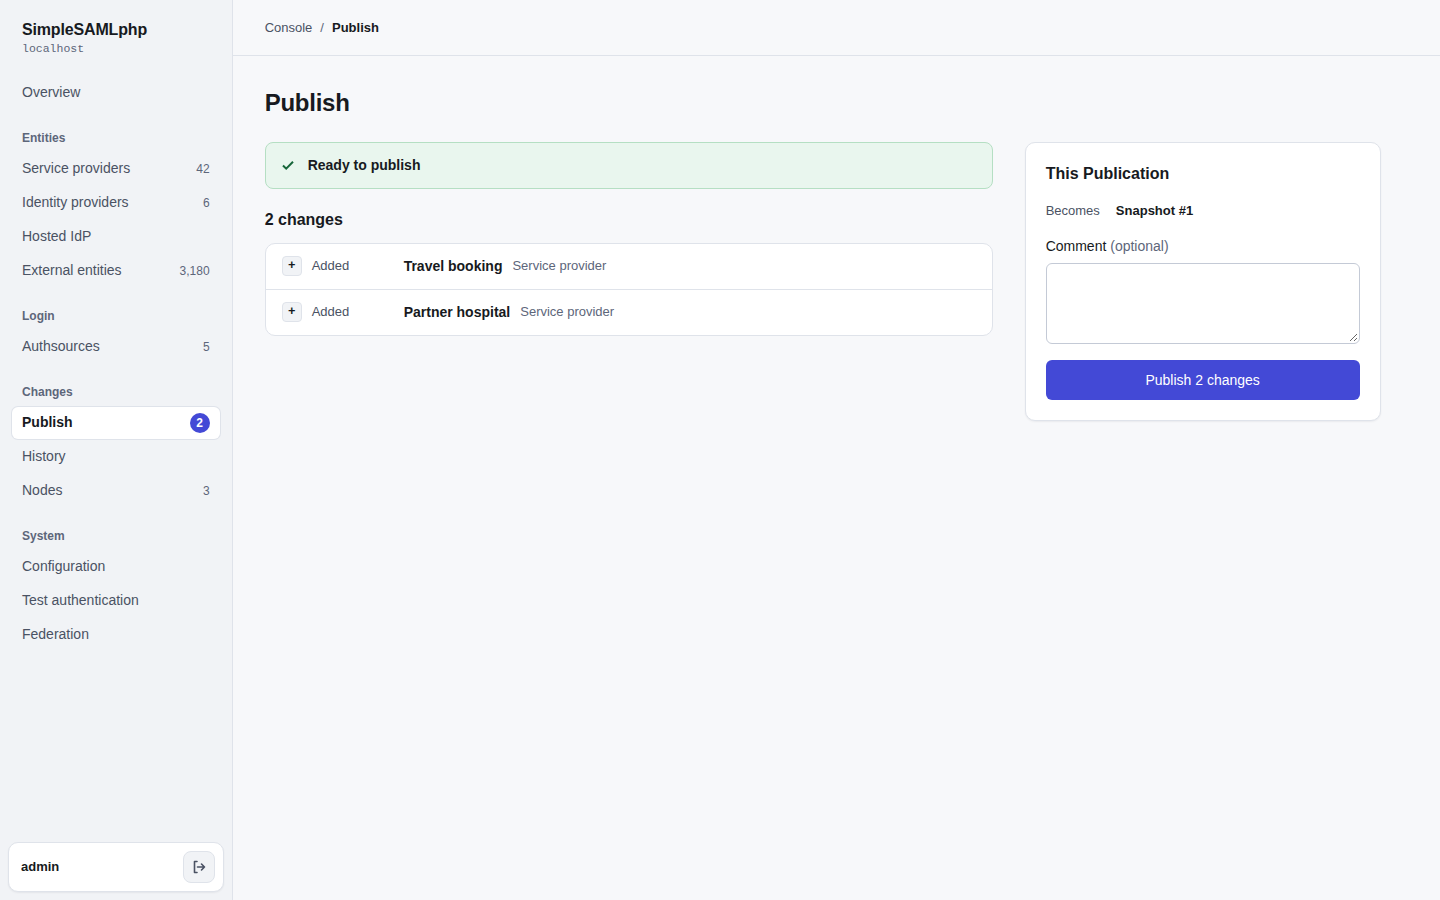 SimpleSAMLphp
localhost
Overview
Entities
Service providers 42
Identity providers 6
Hosted IdP
External entities 3,180
Login
Authsources 5
Changes
Publish 2
History
Nodes 3
System
Configuration
Test authentication
Federation
admin
Console / Publish
Publish
Ready to publish
2 changes
+ Added Travel booking Service provider
+ Added Partner hospital Service provider
This Publication
Becomes Snapshot #1
Comment (optional)
Publish 2 changes